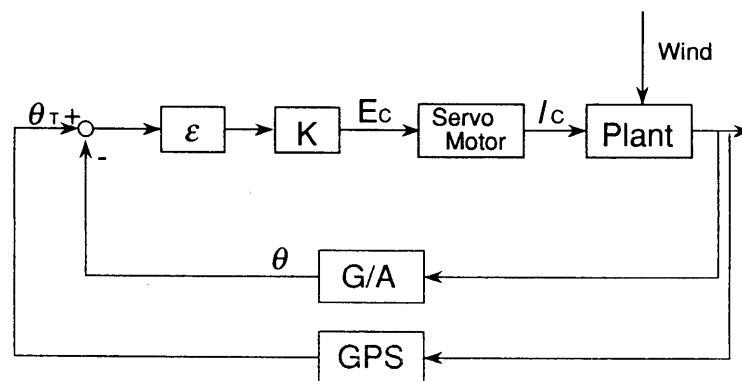 Wind
θT +
ε
K
Ec
Servo
Motor
Ic
Plant
-
θ
G/A
GPS